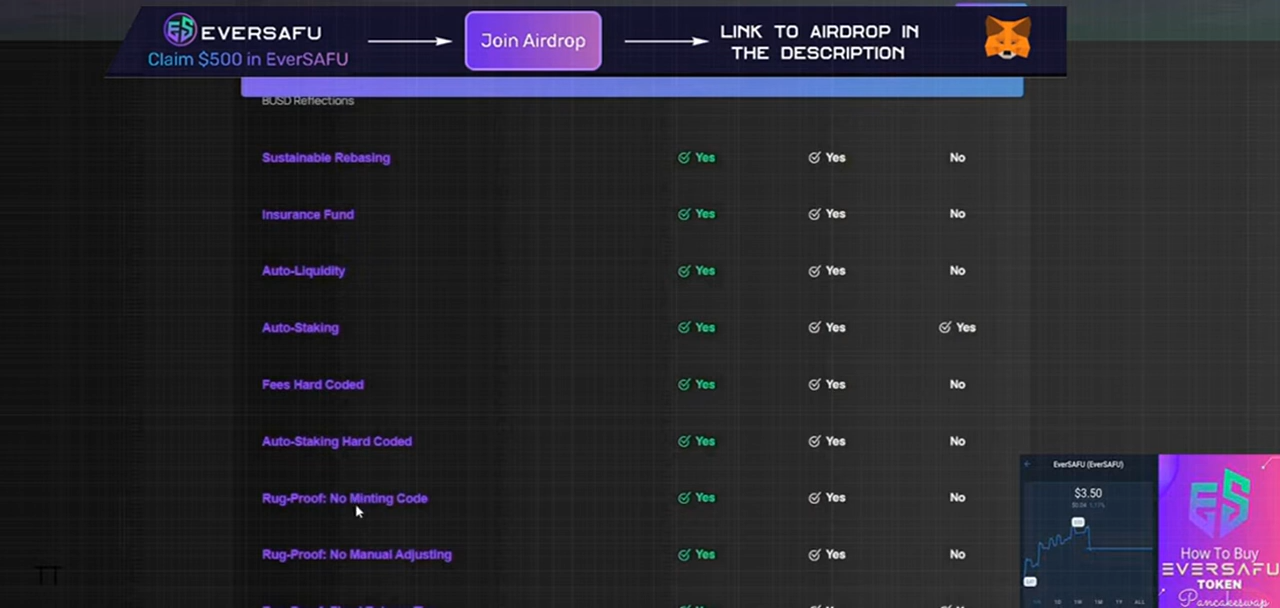 EVERSAFU
Claim $500 in EverSAFU
Join Airdrop
LINK TO AIRDROP IN
THE DESCRIPTION
BUSD Reflections
Sustainable Rebasing Yes Yes No
Insurance Fund Yes Yes No
Auto-Liquidity Yes Yes No
Auto-Staking Yes Yes Yes
Fees Hard Coded Yes Yes No
Auto-Staking Hard Coded Yes Yes No
Rug-Proof: No Minting Code Yes Yes No
Rug-Proof: No Manual Adjusting Yes Yes No
TT
EverSAFU (EverSAFU)
$3.50
ES
How To Buy
EVERSAFU
TOKEN
Pancakeswap